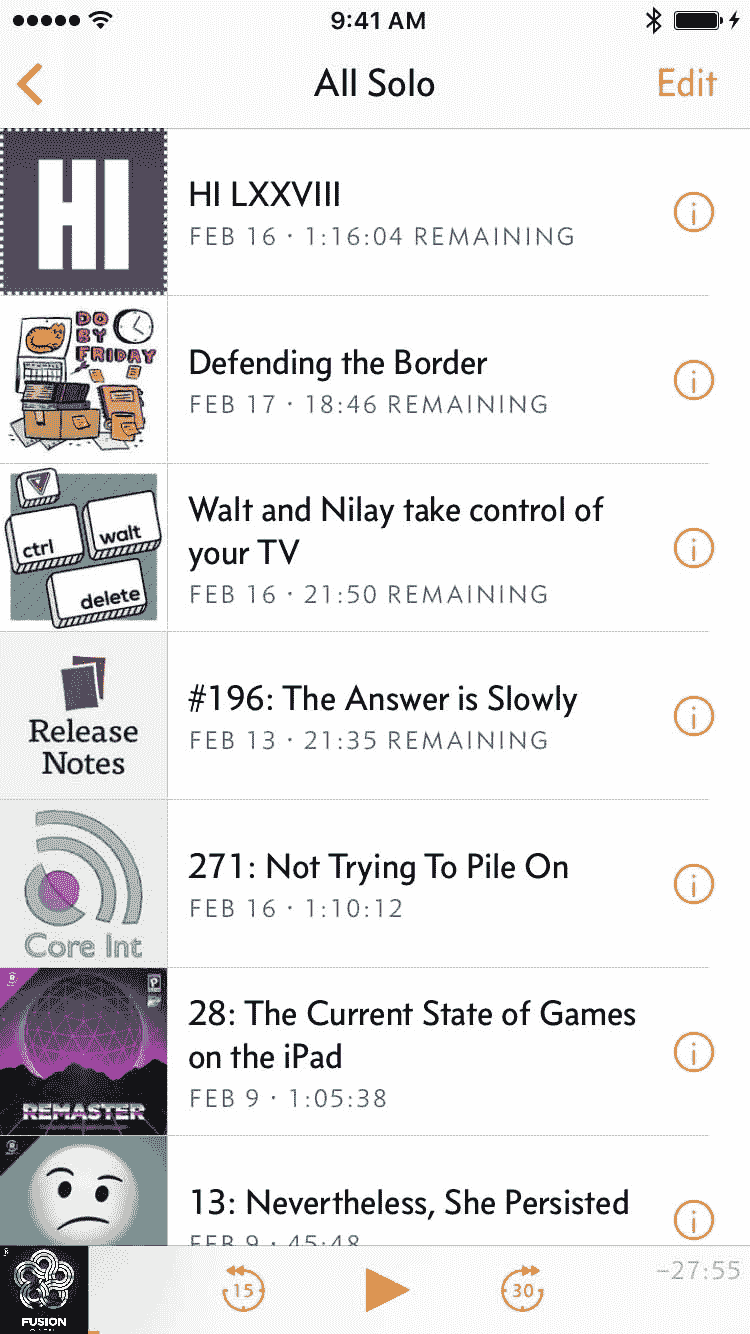 9:41 AM
All Solo
Edit
HI
HI LXXVIII
FEB 16 · 1:16:04 REMAINING
DO
BY
FRIDAY
Defending the Border
FEB 17 · 18:46 REMAINING
ctrl
walt
delete
Walt and Nilay take control of
your TV
FEB 16 · 21:50 REMAINING
Release
Notes
#196: The Answer is Slowly
FEB 13 · 21:35 REMAINING
Core Int
271: Not Trying To Pile On
FEB 16 · 1:10:12
REMASTER
28: The Current State of Games
on the iPad
FEB 9 · 1:05:38
13: Nevertheless, She Persisted
FEB 9 · 45:48
FUSION
15
30
–27:55